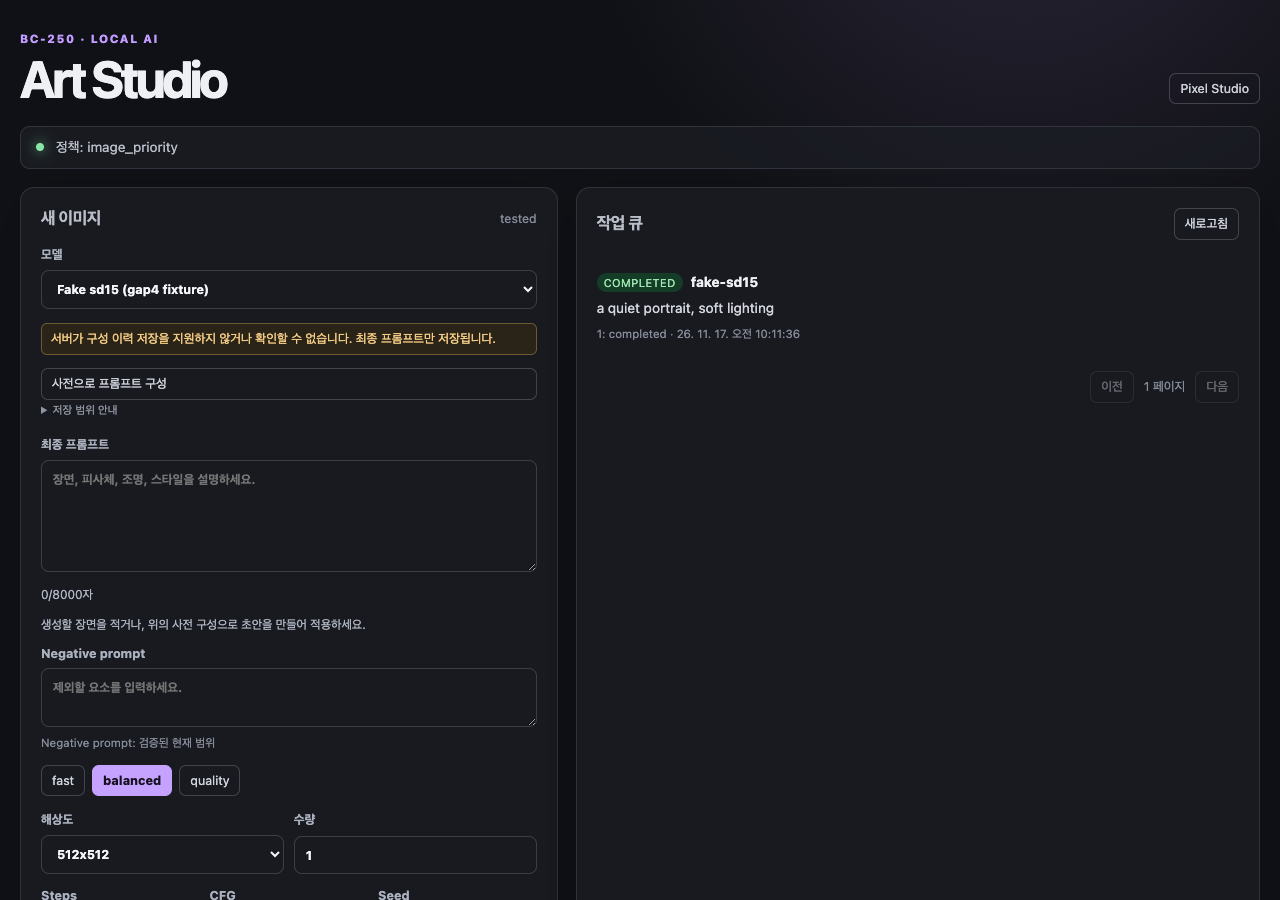 BC-250 · LOCAL AI
Art Studio
Pixel Studio
정책: image_priority
새 이미지
tested
모델
Fake sd15 (gap4 fixture)
서버가 구성 이력 저장을 지원하지 않거나 확인할 수 없습니다. 최종 프롬프트만 저장됩니다.
사전으로 프롬프트 구성
저장 범위 안내
최종 프롬프트
장면, 피사체, 조명, 스타일을 설명하세요.
0/8000자
생성할 장면을 적거나, 위의 사전 구성으로 초안을 만들어 적용하세요.
Negative prompt
제외할 요소를 입력하세요.
Negative prompt: 검증된 현재 범위
fast
balanced
quality
해상도
수량
512x512
1
Steps
CFG
Seed
작업 큐
새로고침
COMPLETED fake-sd15
a quiet portrait, soft lighting
1: completed · 26. 11. 17. 오전 10:11:36
이전
1 페이지
다음